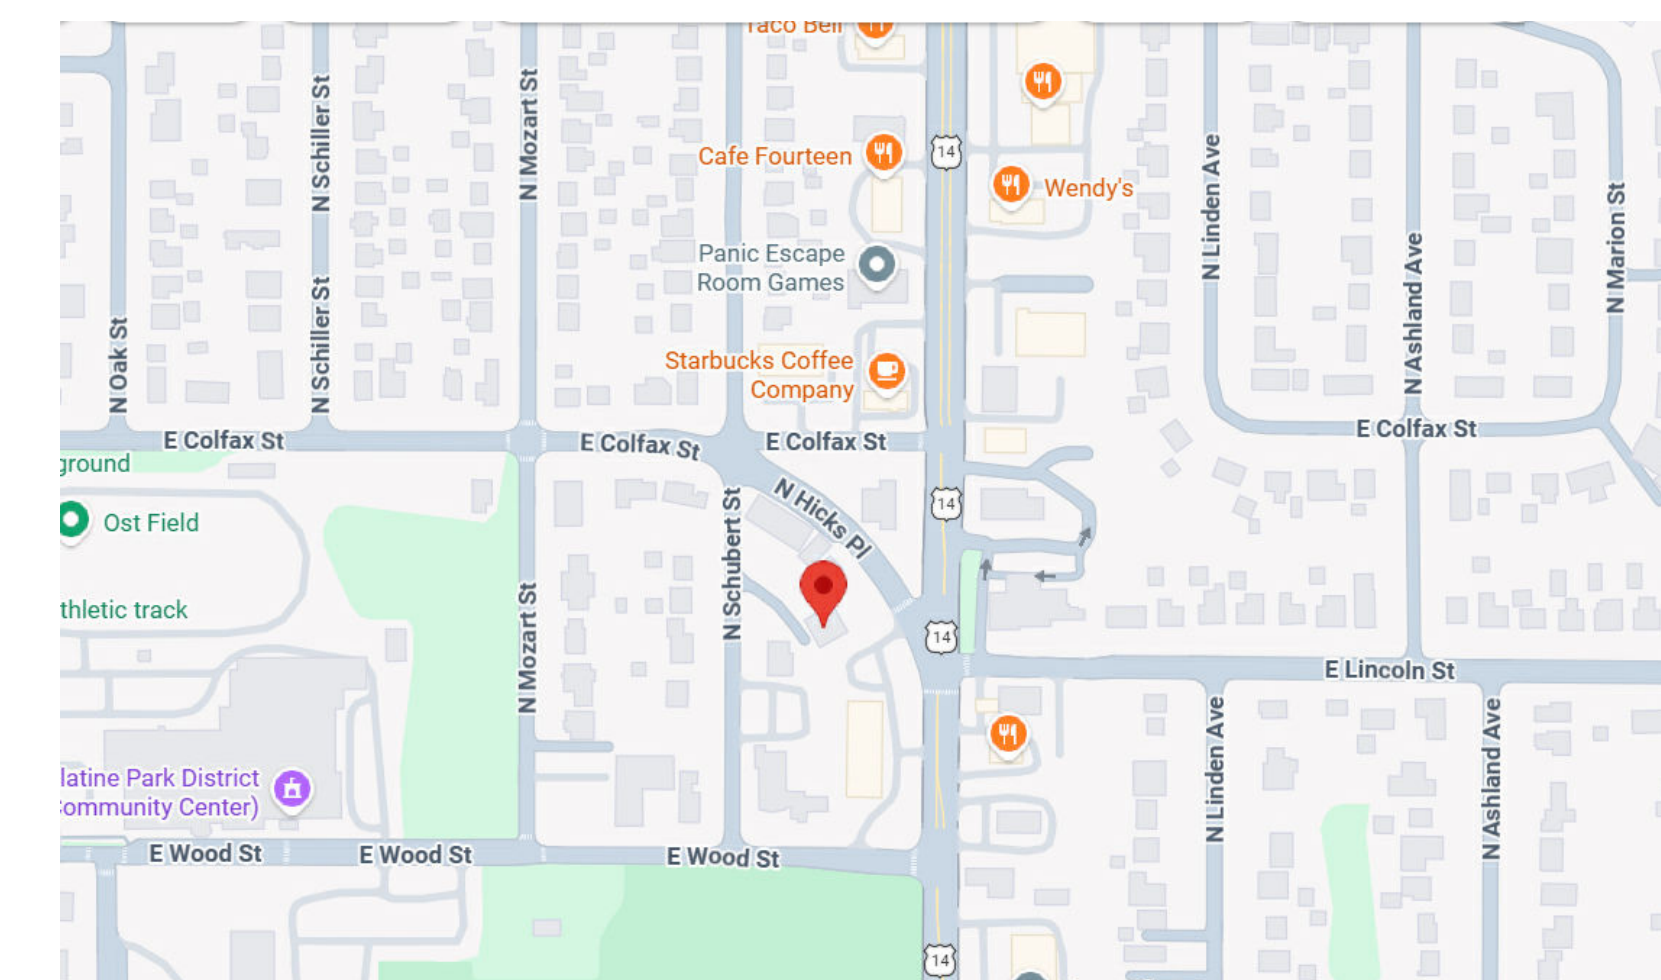 Taco Bell
N Schiller St
N Mozart St
Cafe Fourteen
14
Wendy's
N Linden Ave
N Marion St
Panic Escape
Room Games
N Oak St
N Schiller St
N Ashland Ave
Starbucks Coffee
Company
E Colfax St
E Colfax St
E Colfax St
E Colfax St
ground
Ost Field
N Schubert St
N Hicks Pl
14
thletic track
N Mozart St
14
E Lincoln St
latine Park District
ommunity Center)
N Linden Ave
N Ashland Ave
E Wood St
E Wood St
E Wood St
14